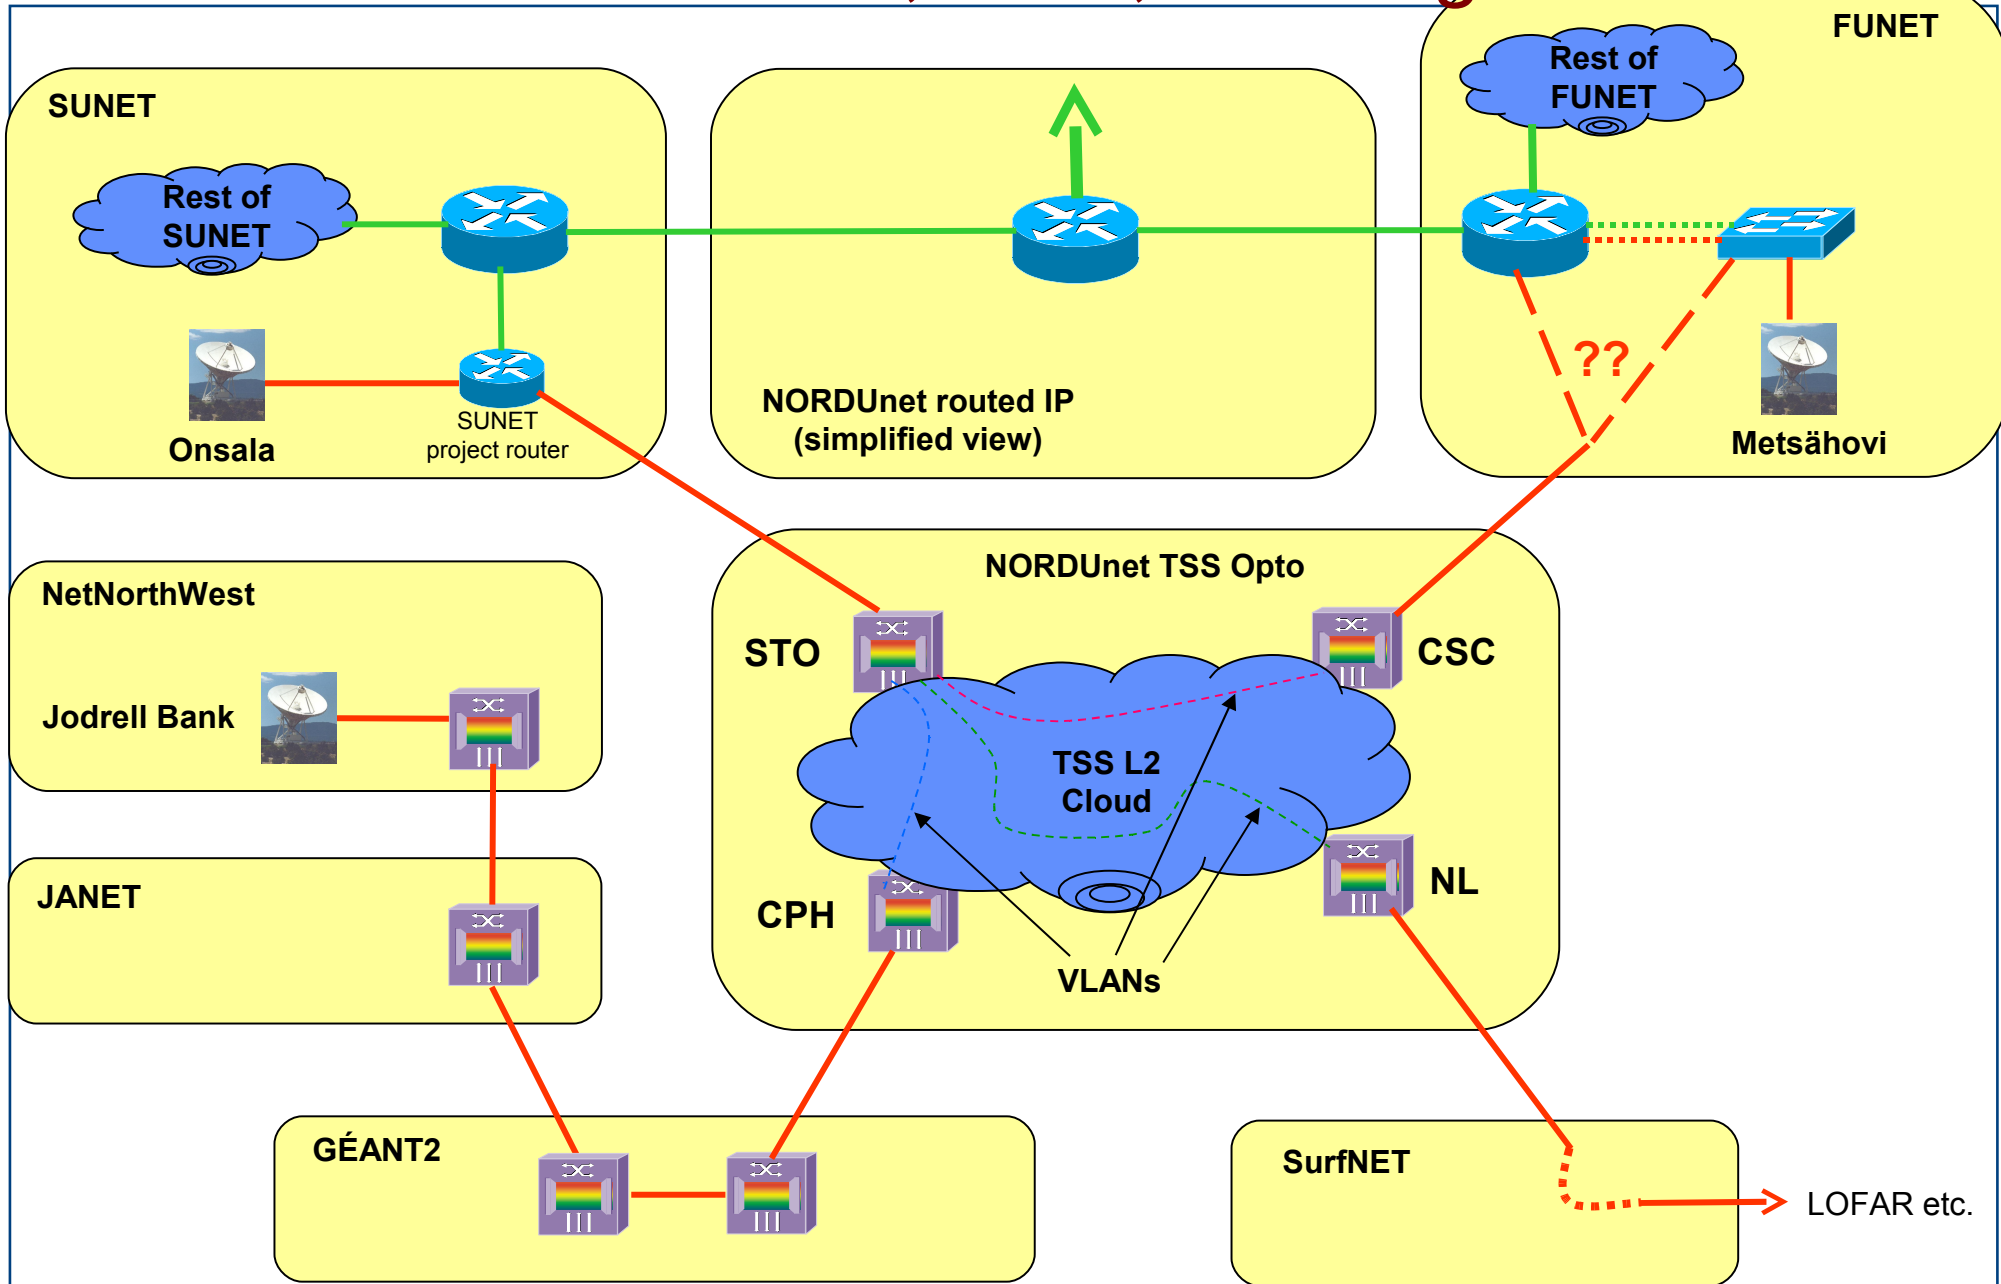 FUNET
Rest of
FUNET
SUNET
Rest of
SUNET
Onsala
SUNET
project router
NORDUnet routed IP
(simplified view)
??
Metsähovi
NetNorthWest
Jodrell Bank
NORDUnet TSS Opto
STO
CSC
TSS L2
Cloud
CPH
NL
VLANs
JANET
GÉANT2
SurfNET
LOFAR etc.